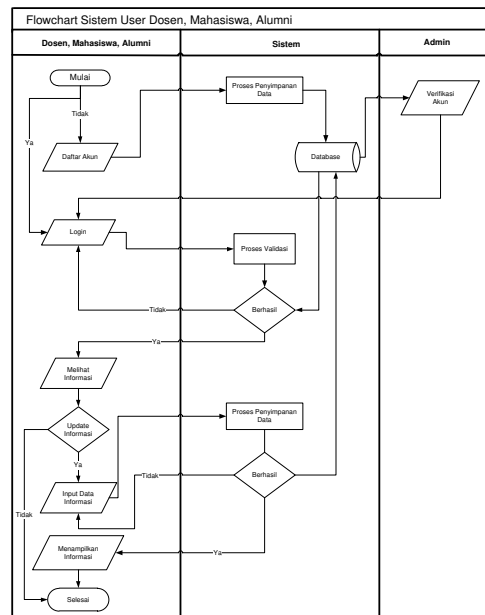 Flowchart Sistem User Dosen, Mahasiswa, Alumni
Dosen, Mahasiswa, Alumni
Sistem
Admin
Mulai
Tidak
Ya
Daftar Akun
Proses Penyimpanan
Data
Database
Verifikasi
Akun
Login
Proses Validasi
Berhasil
Tidak
Ya
Melihat
Informasi
Update
Informasi
Ya
Tidak
Input Data
Informasi
Proses Penyimpanan
Data
Berhasil
Tidak
Ya
Menampilkan
Informasi
Selesai